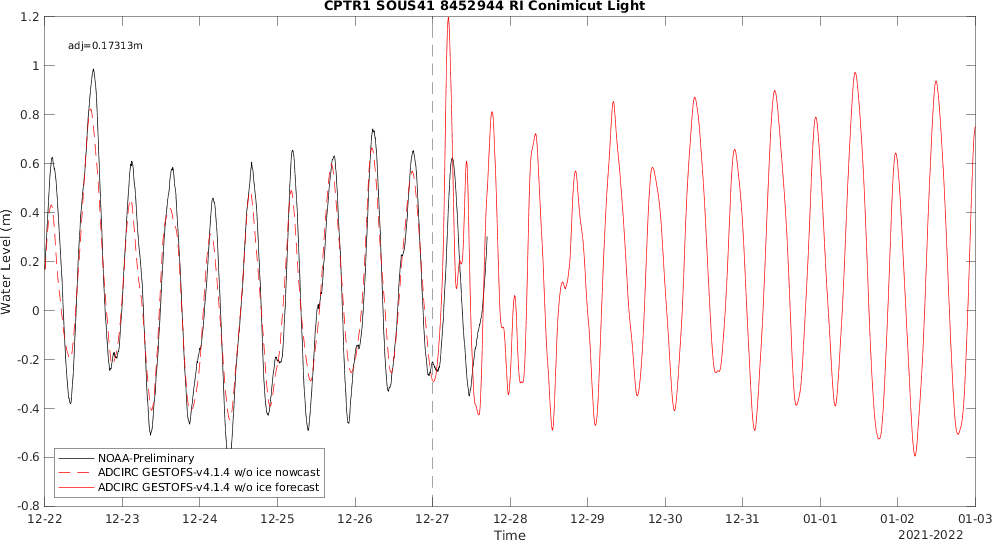 CPTR1 SOUS41 8452944 RI Conimicut Light
adj=0.17313m
Water Level (m)
1.2
1
0.8
0.6
0.4
0.2
0
-0.2
-0.4
-0.6
-0.8
NOAA-Preliminary
ADCIRC GESTOFS-v4.1.4 w/o ice nowcast
ADCIRC GESTOFS-v4.1.4 w/o ice forecast
12-22 12-23 12-24 12-25 12-26 12-27 12-28 12-29 12-30 12-31 01-01 01-02 01-03
Time
2021-2022